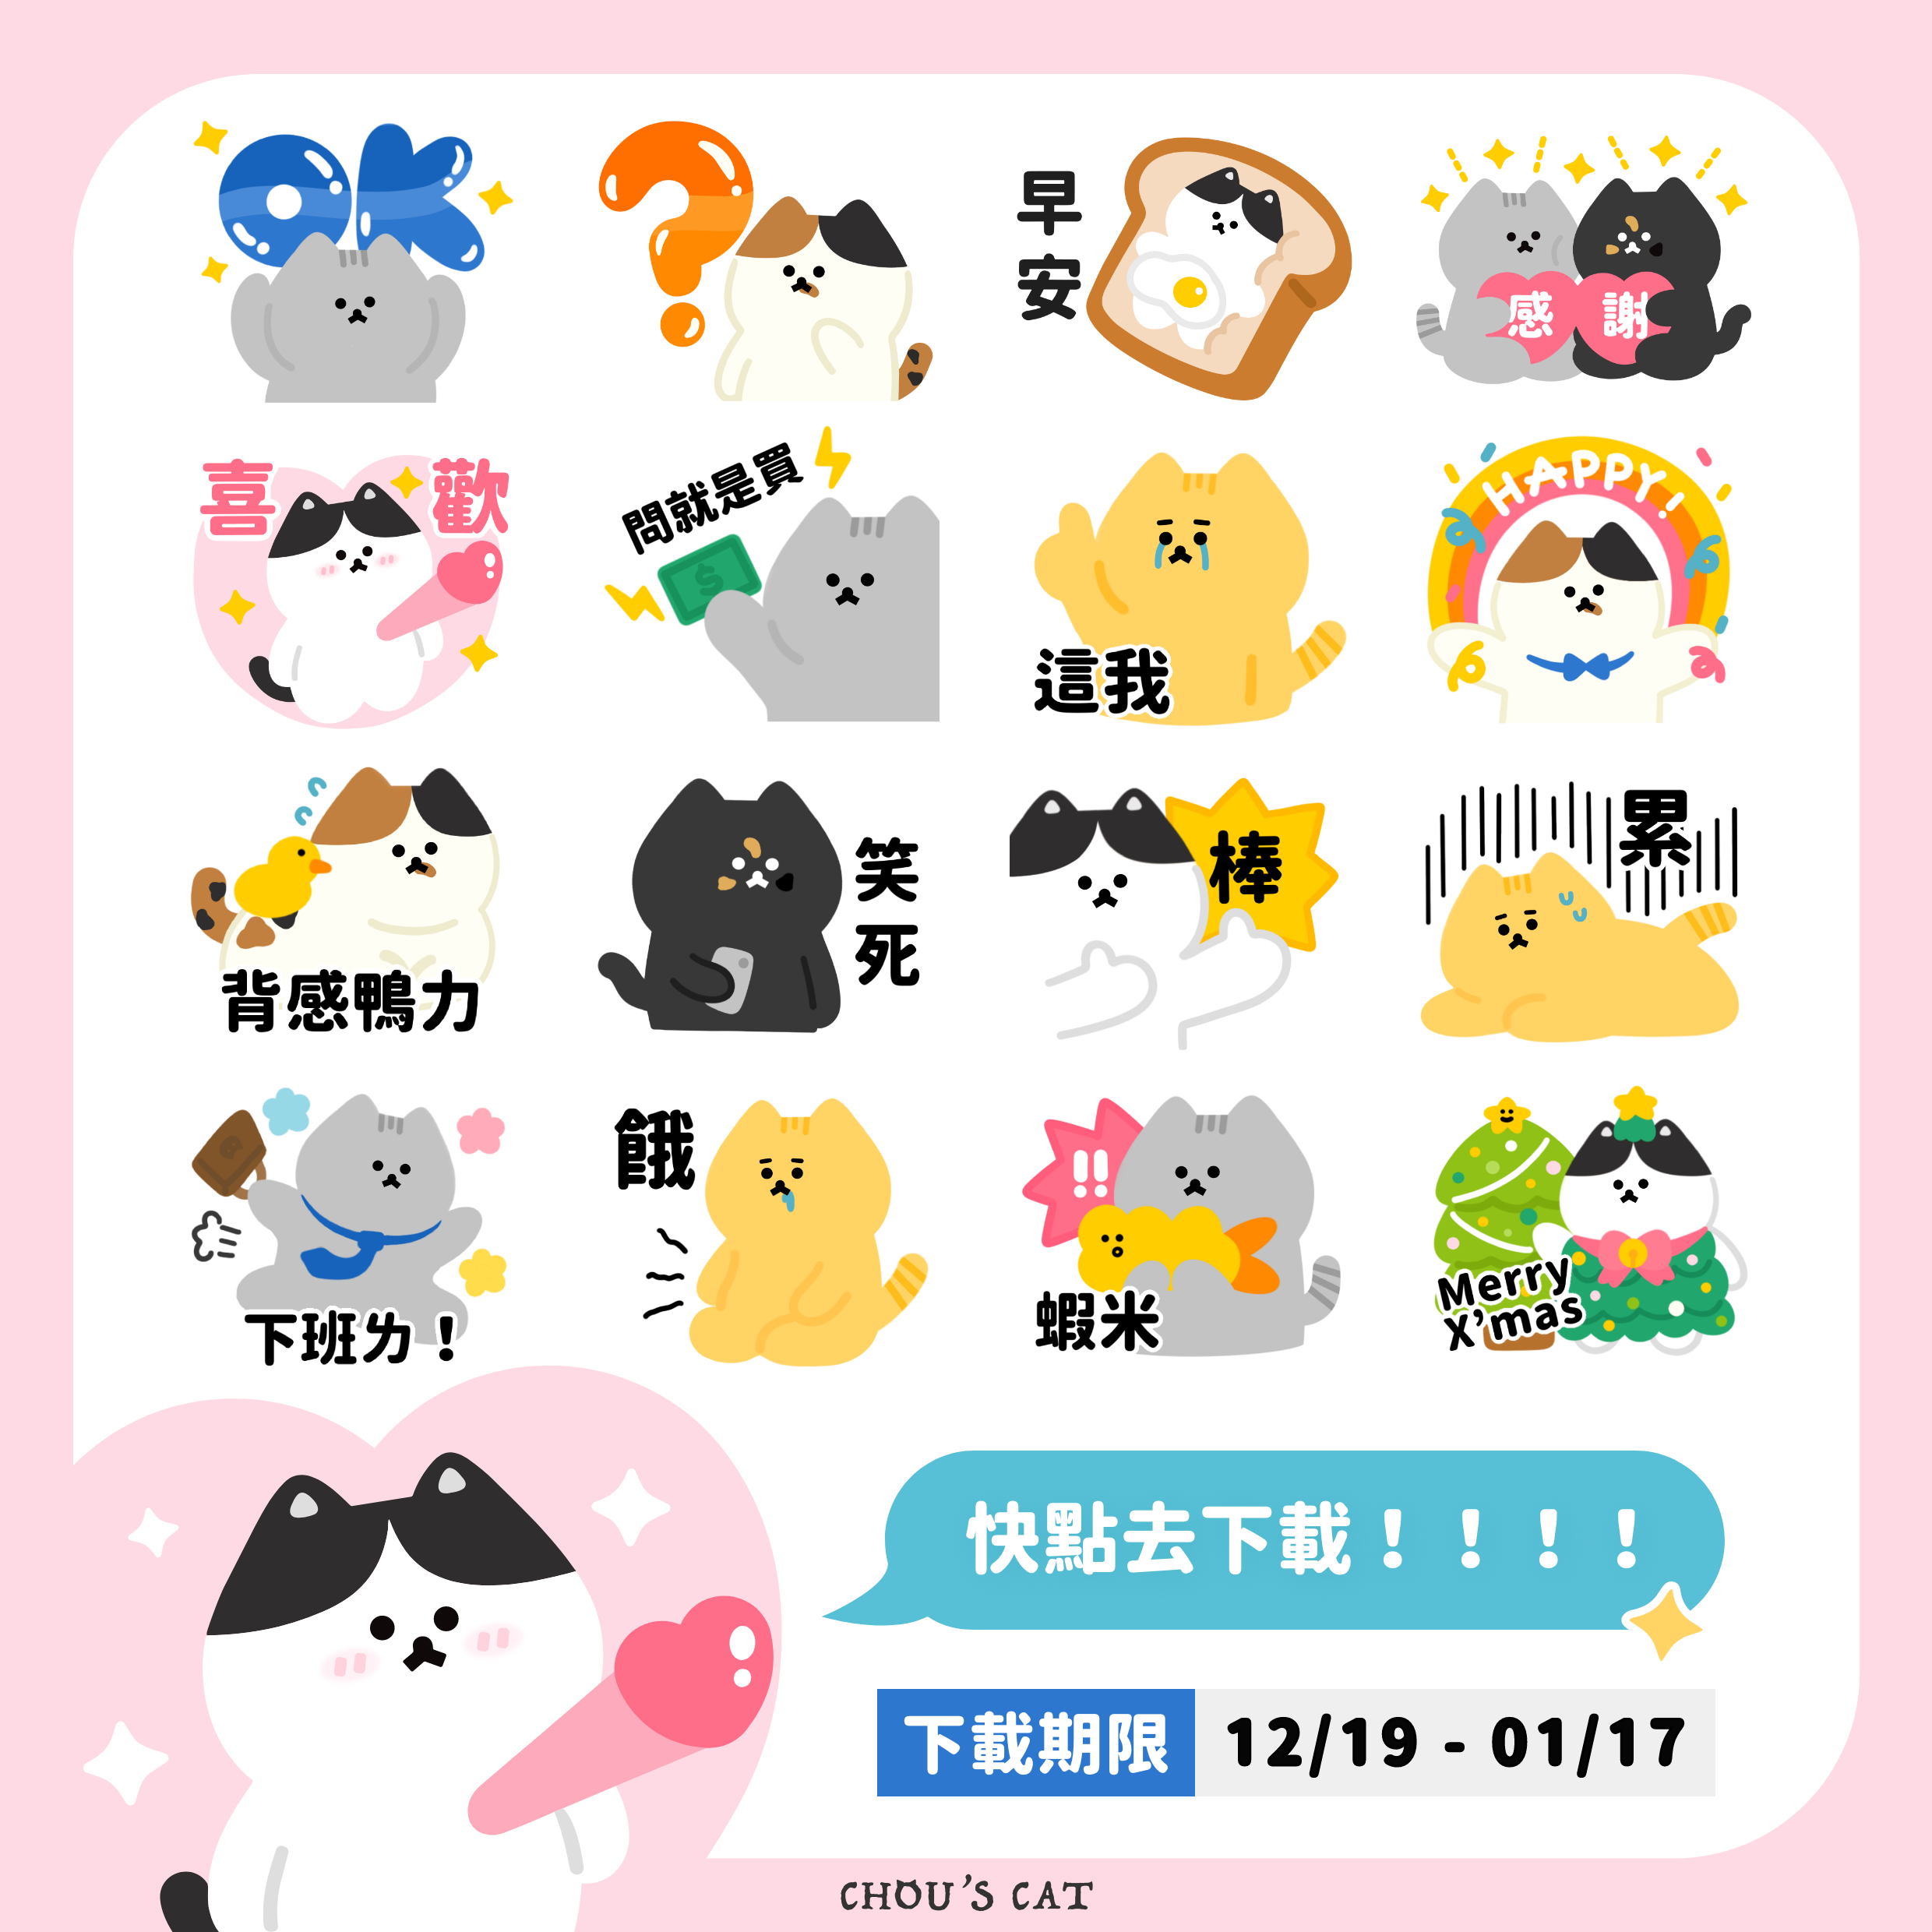 OK
?
早安
感謝
喜歡
問就是買
$
這我
HAPPY!
背感鴨力
笑死
棒
累
下班ㄌ！
餓
!!
蝦米
Merry
X'mas
快點去下載！！！！
下載期限 12/19 - 01/17
CHOU'S CAT